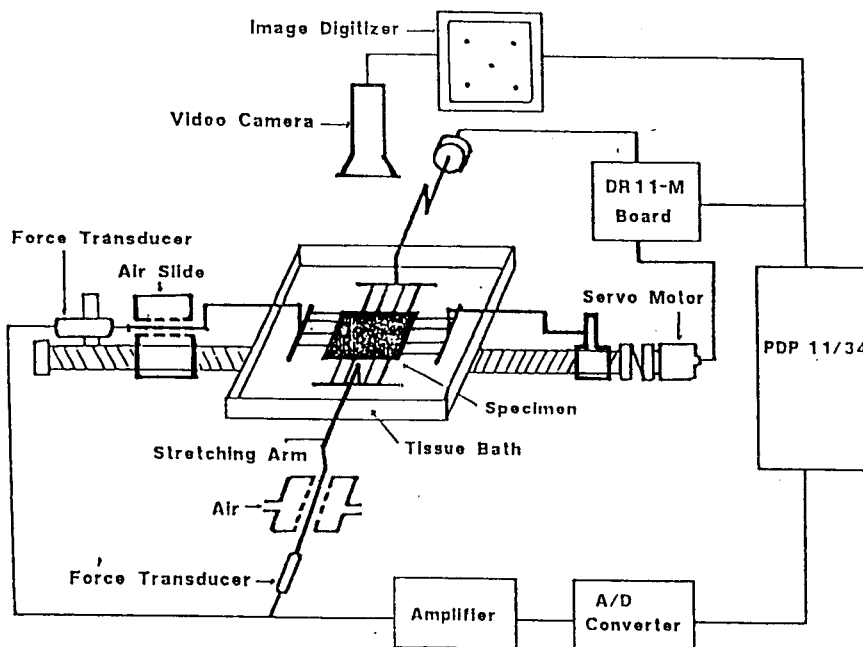 Image Digitizer
Video Camera
DR11-M
Board
Force Transducer
Air Slide
Servo Motor
PDP 11/34
Specimen
Stretching Arm
Tissue Bath
Air
Force Transducer
Amplifier
A/D
Converter